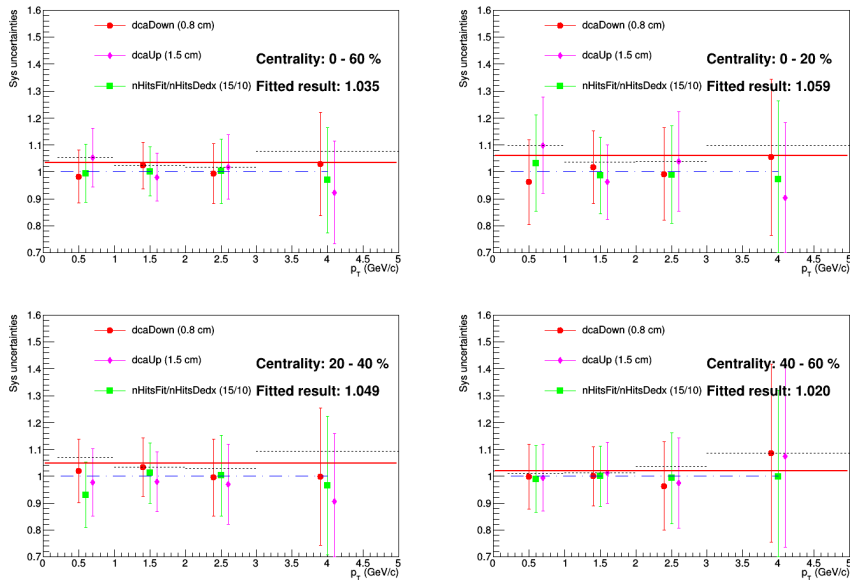 Sys uncertainties
1.6
1.5
1.4
1.3
1.2
1.1
1
0.9
0.8
0.7
dcaDown (0.8 cm)
dcaUp (1.5 cm)
nHitsFit/nHitsDedx (15/10)
Centrality: 0 - 60 %
Fitted result: 1.035
0 0.5 1 1.5 2 2.5 3 3.5 4 4.5 5
p_T (GeV/c)
Sys uncertainties
1.6
1.5
1.4
1.3
1.2
1.1
1
0.9
0.8
0.7
dcaDown (0.8 cm)
dcaUp (1.5 cm)
nHitsFit/nHitsDedx (15/10)
Centrality: 0 - 20 %
Fitted result: 1.059
0 0.5 1 1.5 2 2.5 3 3.5 4 4.5 5
p_T (GeV/c)
Sys uncertainties
1.6
1.5
1.4
1.3
1.2
1.1
1
0.9
0.8
0.7
dcaDown (0.8 cm)
dcaUp (1.5 cm)
nHitsFit/nHitsDedx (15/10)
Centrality: 20 - 40 %
Fitted result: 1.049
0 0.5 1 1.5 2 2.5 3 3.5 4 4.5 5
p_T (GeV/c)
Sys uncertainties
1.6
1.5
1.4
1.3
1.2
1.1
1
0.9
0.8
0.7
dcaDown (0.8 cm)
dcaUp (1.5 cm)
nHitsFit/nHitsDedx (15/10)
Centrality: 40 - 60 %
Fitted result: 1.020
0 0.5 1 1.5 2 2.5 3 3.5 4 4.5 5
p_T (GeV/c)